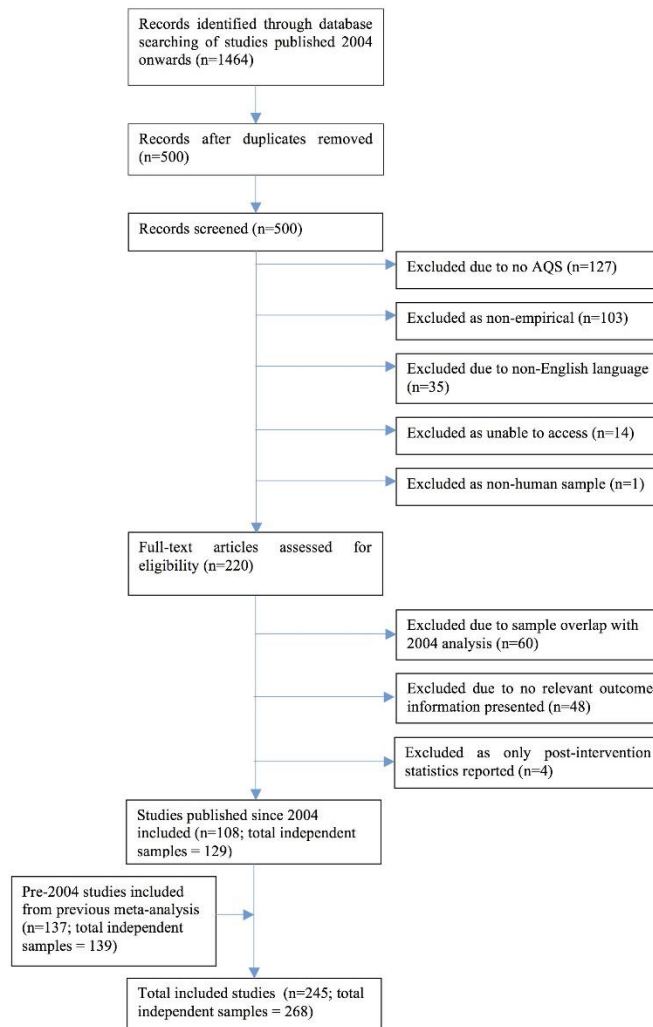 Records identified through database
searching of studies published 2004
onwards (n=1464)
Records after duplicates removed
(n=500)
Records screened (n=500)
Excluded due to no AQS (n=127)
Excluded as non-empirical (n=103)
Excluded due to non-English language
(n=35)
Excluded as unable to access (n=14)
Excluded as non-human sample (n=1)
Full-text articles assessed for
eligibility (n=220)
Excluded due to sample overlap with
2004 analysis (n=60)
Excluded due to no relevant outcome
information presented (n=48)
Excluded as only post-intervention
statistics reported (n=4)
Studies published since 2004
included (n=108; total independent
samples = 129)
Pre-2004 studies included
from previous meta-analysis
(n=137; total independent
samples = 139)
Total included studies (n=245; total
independent samples = 268)